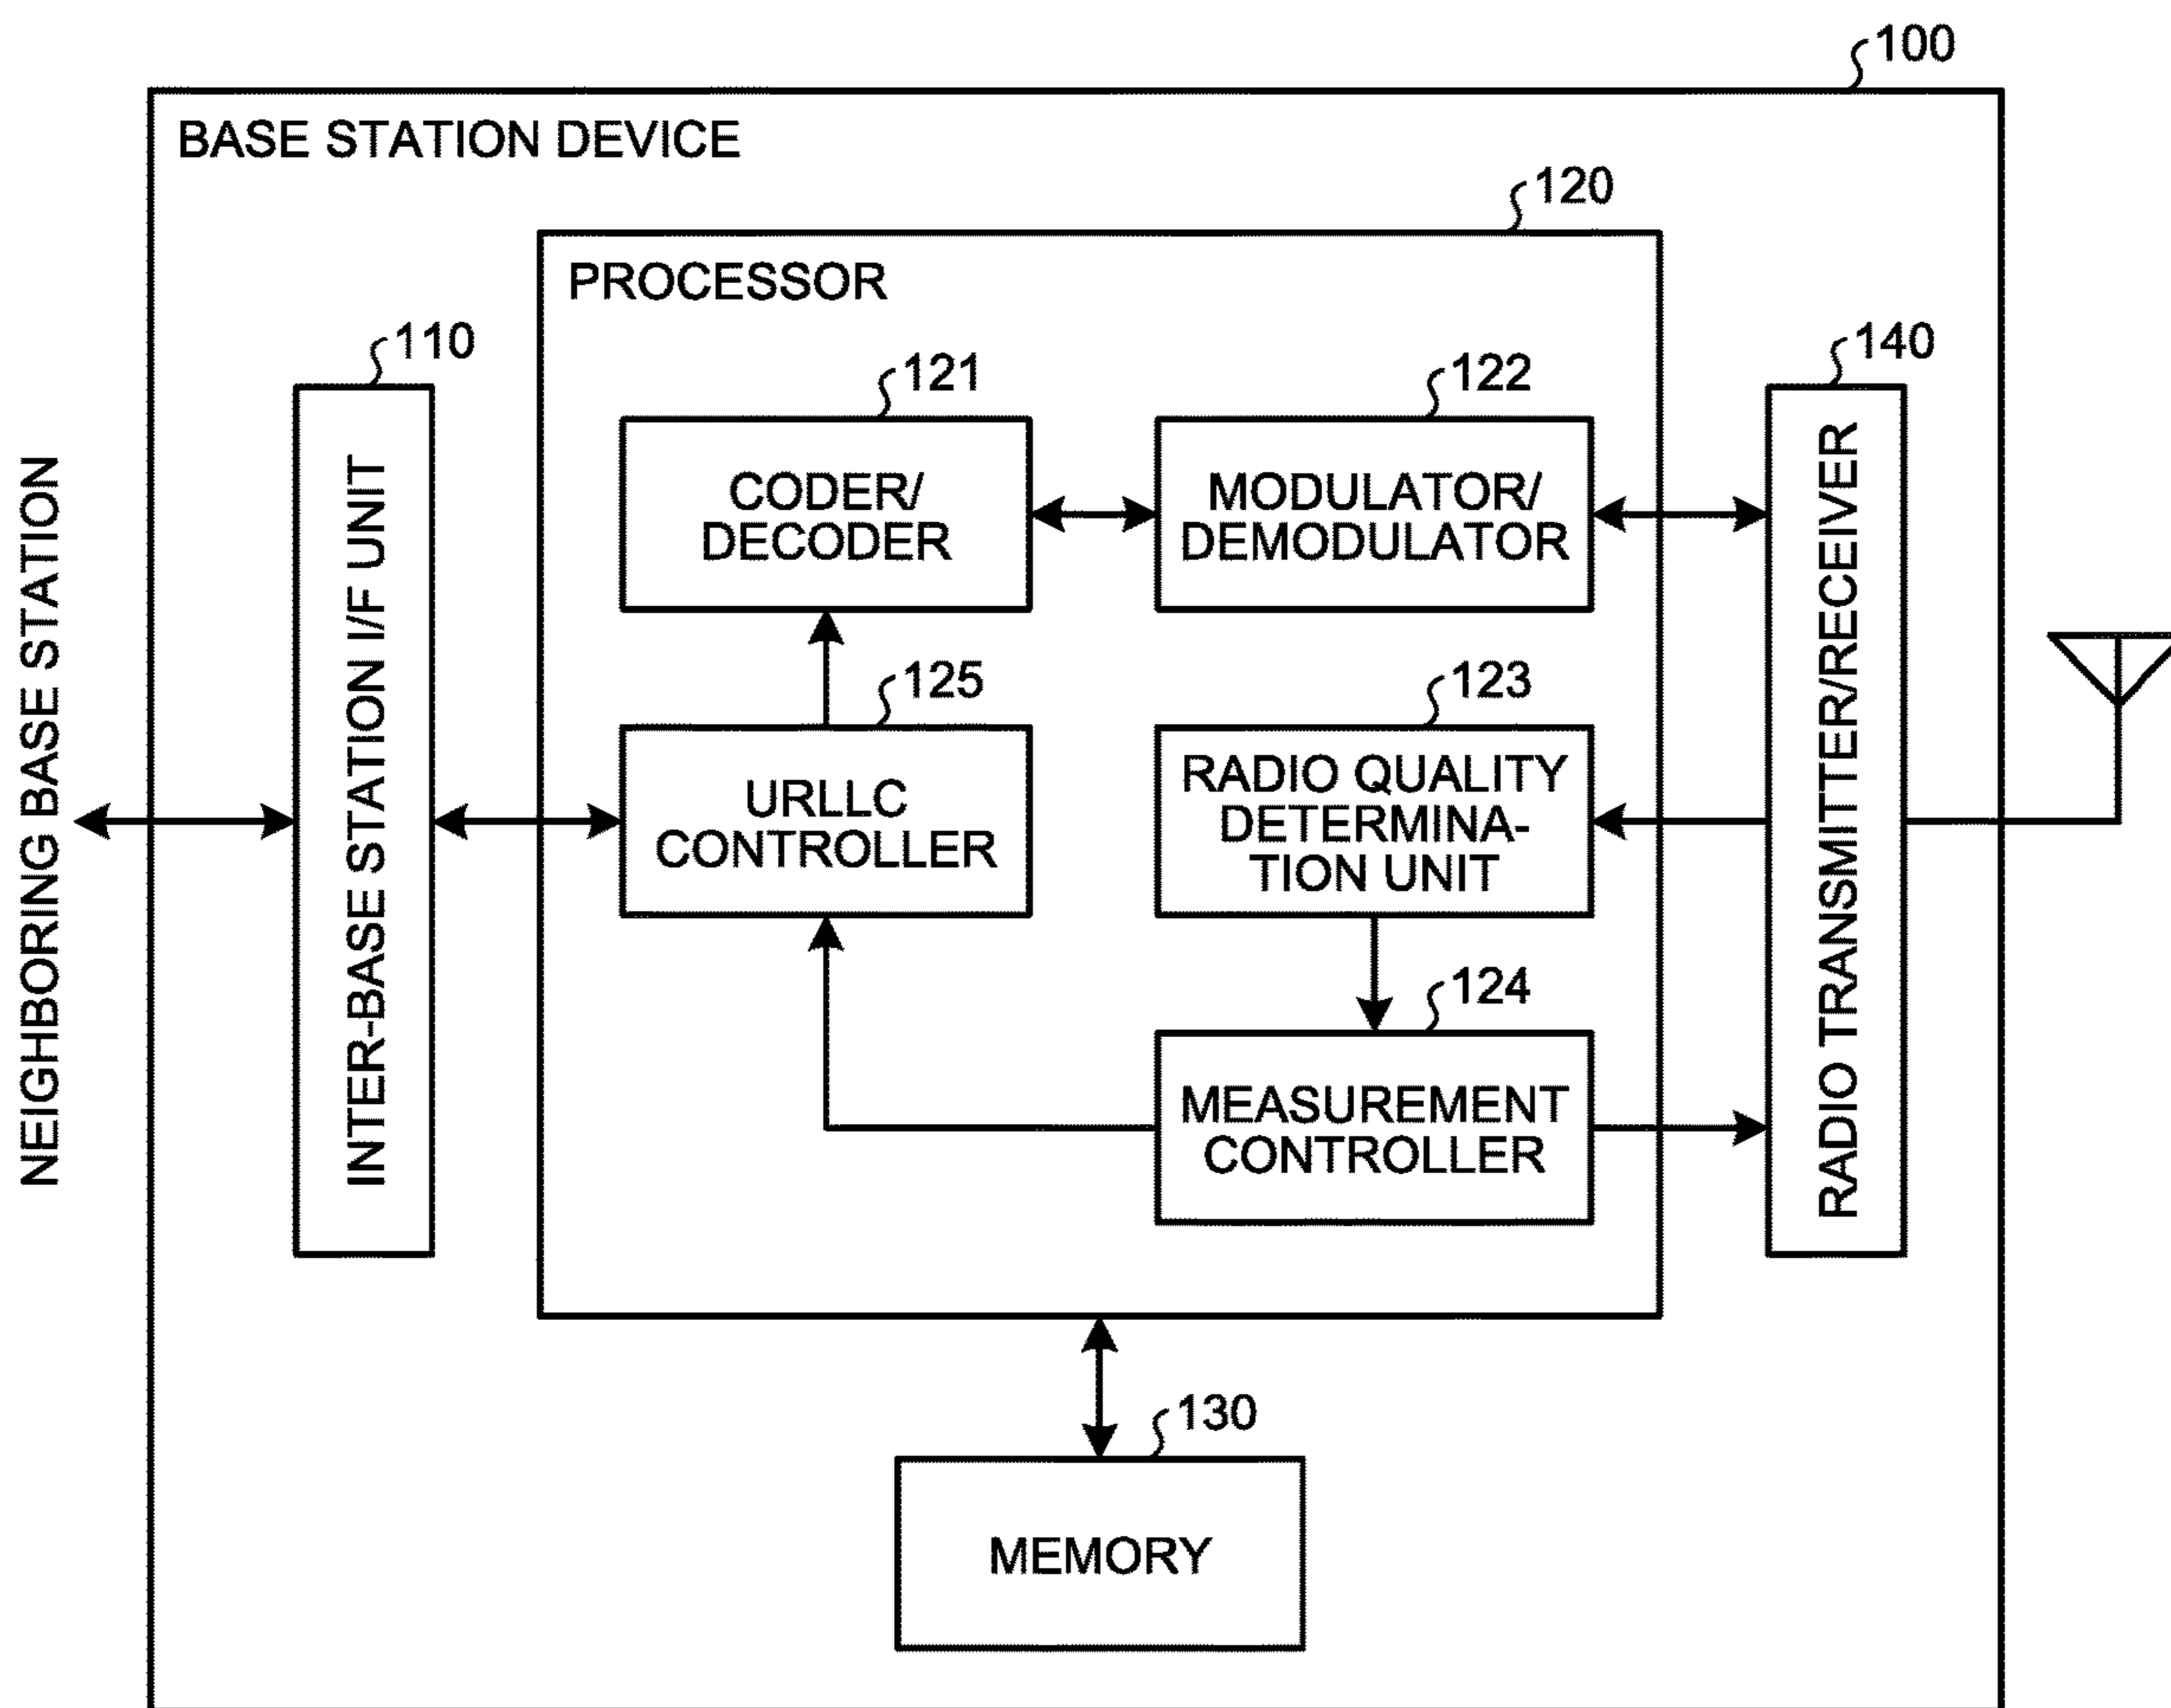 100
BASE STATION DEVICE
120
PROCESSOR
110
INTER-BASE STATION I/F UNIT
NEIGHBORING BASE STATION
121
CODER/
DECODER
122
MODULATOR/
DEMODULATOR
140
RADIO TRANSMITTER/RECEIVER
125
URLLC
CONTROLLER
123
RADIO QUALITY
DETERMINA-
TION UNIT
124
MEASUREMENT
CONTROLLER
130
MEMORY